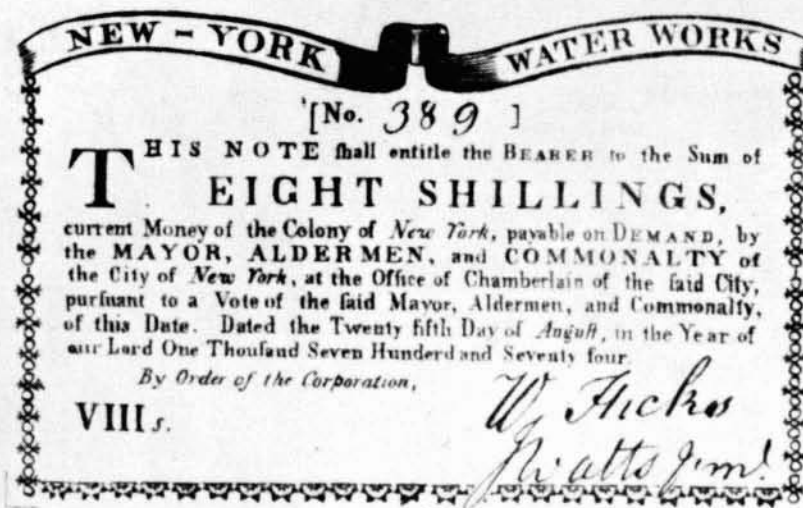 NEW-YORK WATER WORKS
[No. 389 ]
THIS NOTE ſhall entitle the BEARER to the Sum of
EIGHT SHILLINGS,
current Money of the Colony of New York, payable on DEMAND, by
the MAYOR, ALDERMEN, and COMMONALTY of
the City of New York, at the Office of Chamberlain of the ſaid City,
purſuant to a Vote of the ſaid Mayor, Aldermen, and Commonalty,
of this Date. Dated the Twenty fifth Day of Auguſt, in the Year of
our Lord One Thouſand Seven Hunderd and Seventy four.
By Order of the Corporation,
W Hickes
VIIIs.
J Watts Junr.